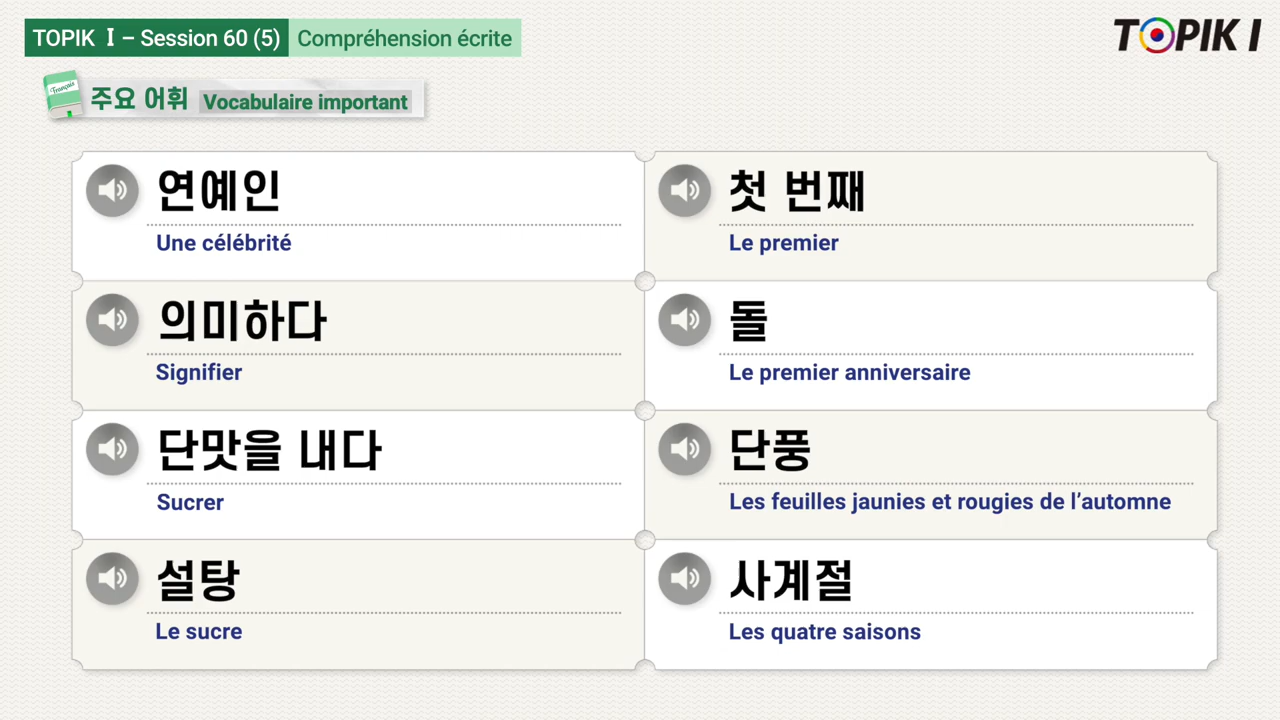 TOPIK Ⅰ – Session 60 (5) Compréhension écrite
TOPIK I
Français
주요 어휘 Vocabulaire important
연예인
Une célébrité
첫 번째
Le premier
의미하다
Signifier
돌
Le premier anniversaire
단맛을 내다
Sucrer
단풍
Les feuilles jaunies et rougies de l’automne
설탕
Le sucre
사계절
Les quatre saisons